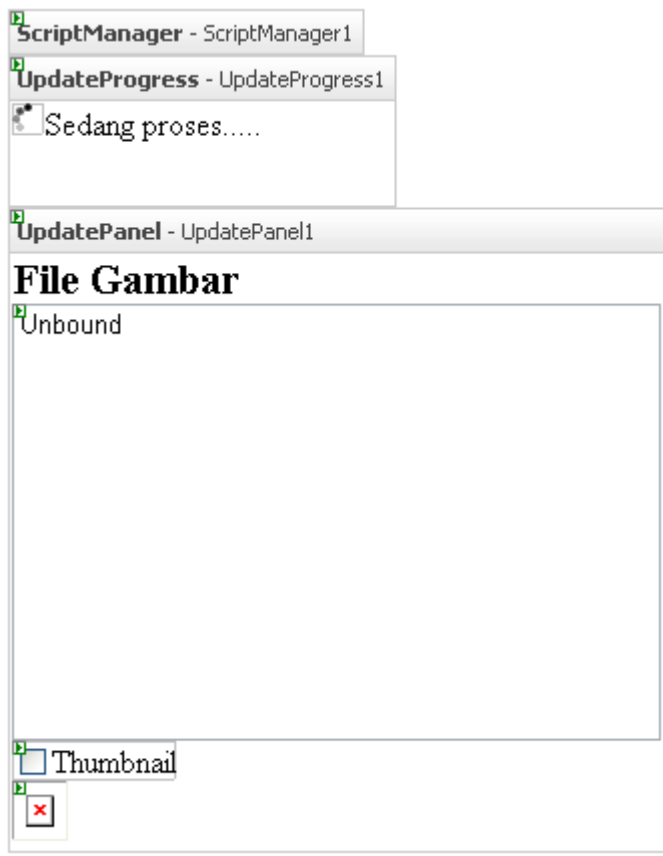 ScriptManager - ScriptManager1
UpdateProgress - UpdateProgress1
Sedang proses.....
UpdatePanel - UpdatePanel1
File Gambar
Unbound
Thumbnail